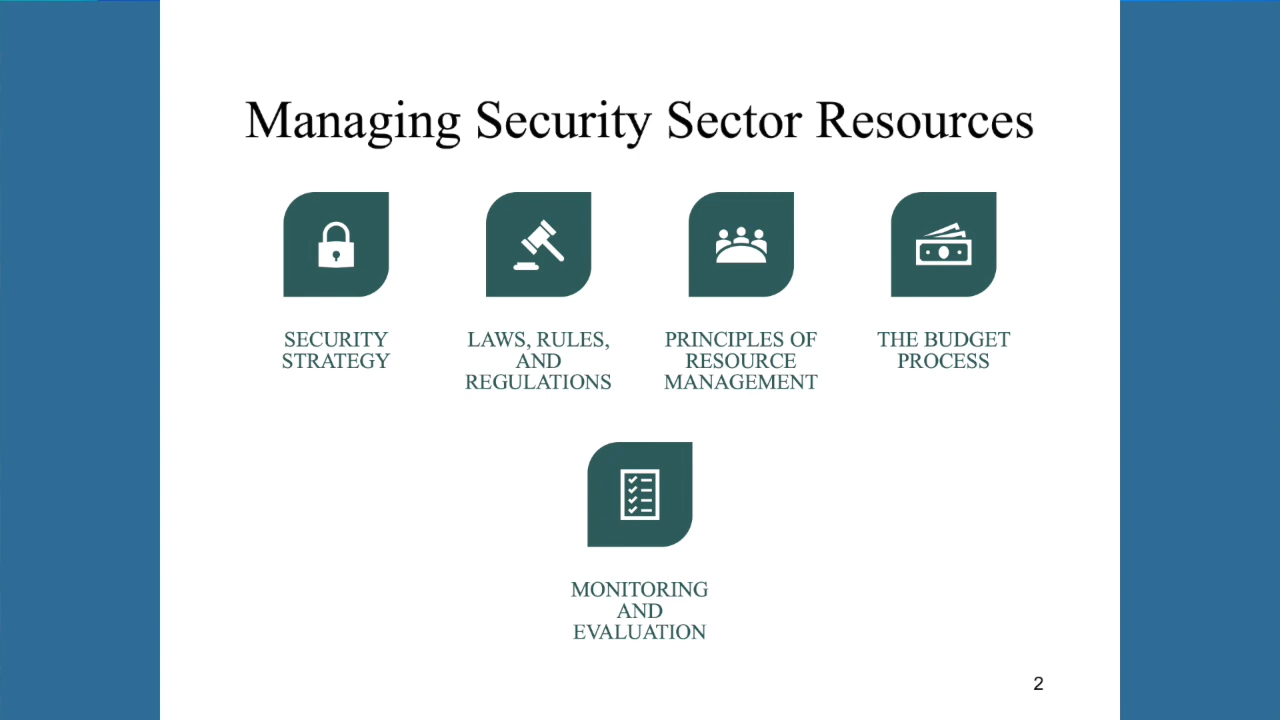 Managing Security Sector Resources
SECURITY
STRATEGY
LAWS, RULES,
AND
REGULATIONS
PRINCIPLES OF
RESOURCE
MANAGEMENT
THE BUDGET
PROCESS
MONITORING
AND
EVALUATION
2